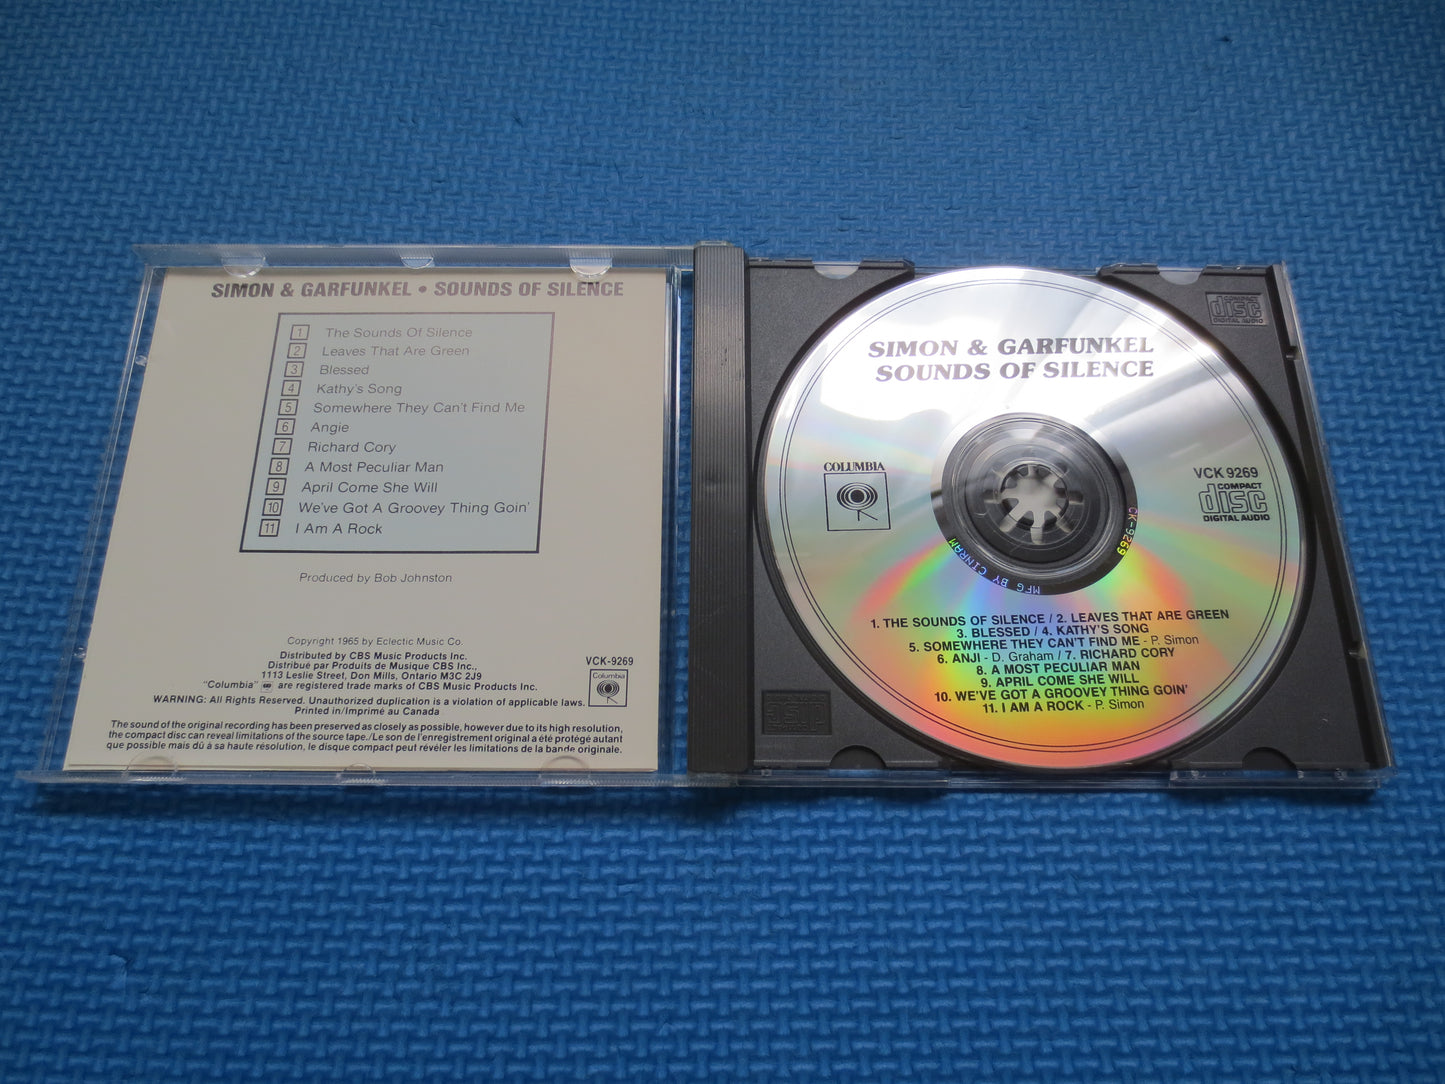 SIMON & GARFUNKEL • SOUNDS OF SILENCE
1 The Sounds Of Silence
2 Leaves That Are Green
3 Blessed
4 Kathy's Song
5 Somewhere They Can't Find Me
6 Angie
7 Richard Cory
8 A Most Peculiar Man
9 April Come She Will
10 We've Got A Groovey Thing Goin'
11 I Am A Rock
Produced by Bob Johnston
Copyright 1965 by Eclectic Music Co.
Distributed by CBS Music Products Inc.
Distribué par Produits de Musique CBS Inc.,
1113 Leslie Street, Don Mills, Ontario M3C 2J9
"Columbia" are registered trade marks of CBS Music Products Inc.
WARNING: All Rights Reserved. Unauthorized duplication is a violation of applicable laws.
Printed in/Imprimé au Canada
VCK-9269
Columbia
The sound of the original recording has been preserved as closely as possible, however due to its high resolution,
the compact disc can reveal limitations of the source tape./Le son de l'enregistrement original a été protégé autant
que possible mais dû à sa haute résolution, le disque compact peut révéler les limitations de la bande originale.
SIMON & GARFUNKEL
SOUNDS OF SILENCE
COLUMBIA
VCK 9269
COMPACT
disc
DIGITAL AUDIO
CK-9269
MFG BY CINRAM
1. THE SOUNDS OF SILENCE / 2. LEAVES THAT ARE GREEN
3. BLESSED / 4. KATHY'S SONG
5. SOMEWHERE THEY CAN'T FIND ME - P. Simon
6. ANJI - D. Graham / 7. RICHARD CORY
8. A MOST PECULIAR MAN
9. APRIL COME SHE WILL
10. WE'VE GOT A GROOVEY THING GOIN'
11. I AM A ROCK - P. Simon
COMPACT
disc
DIGITAL AUDIO